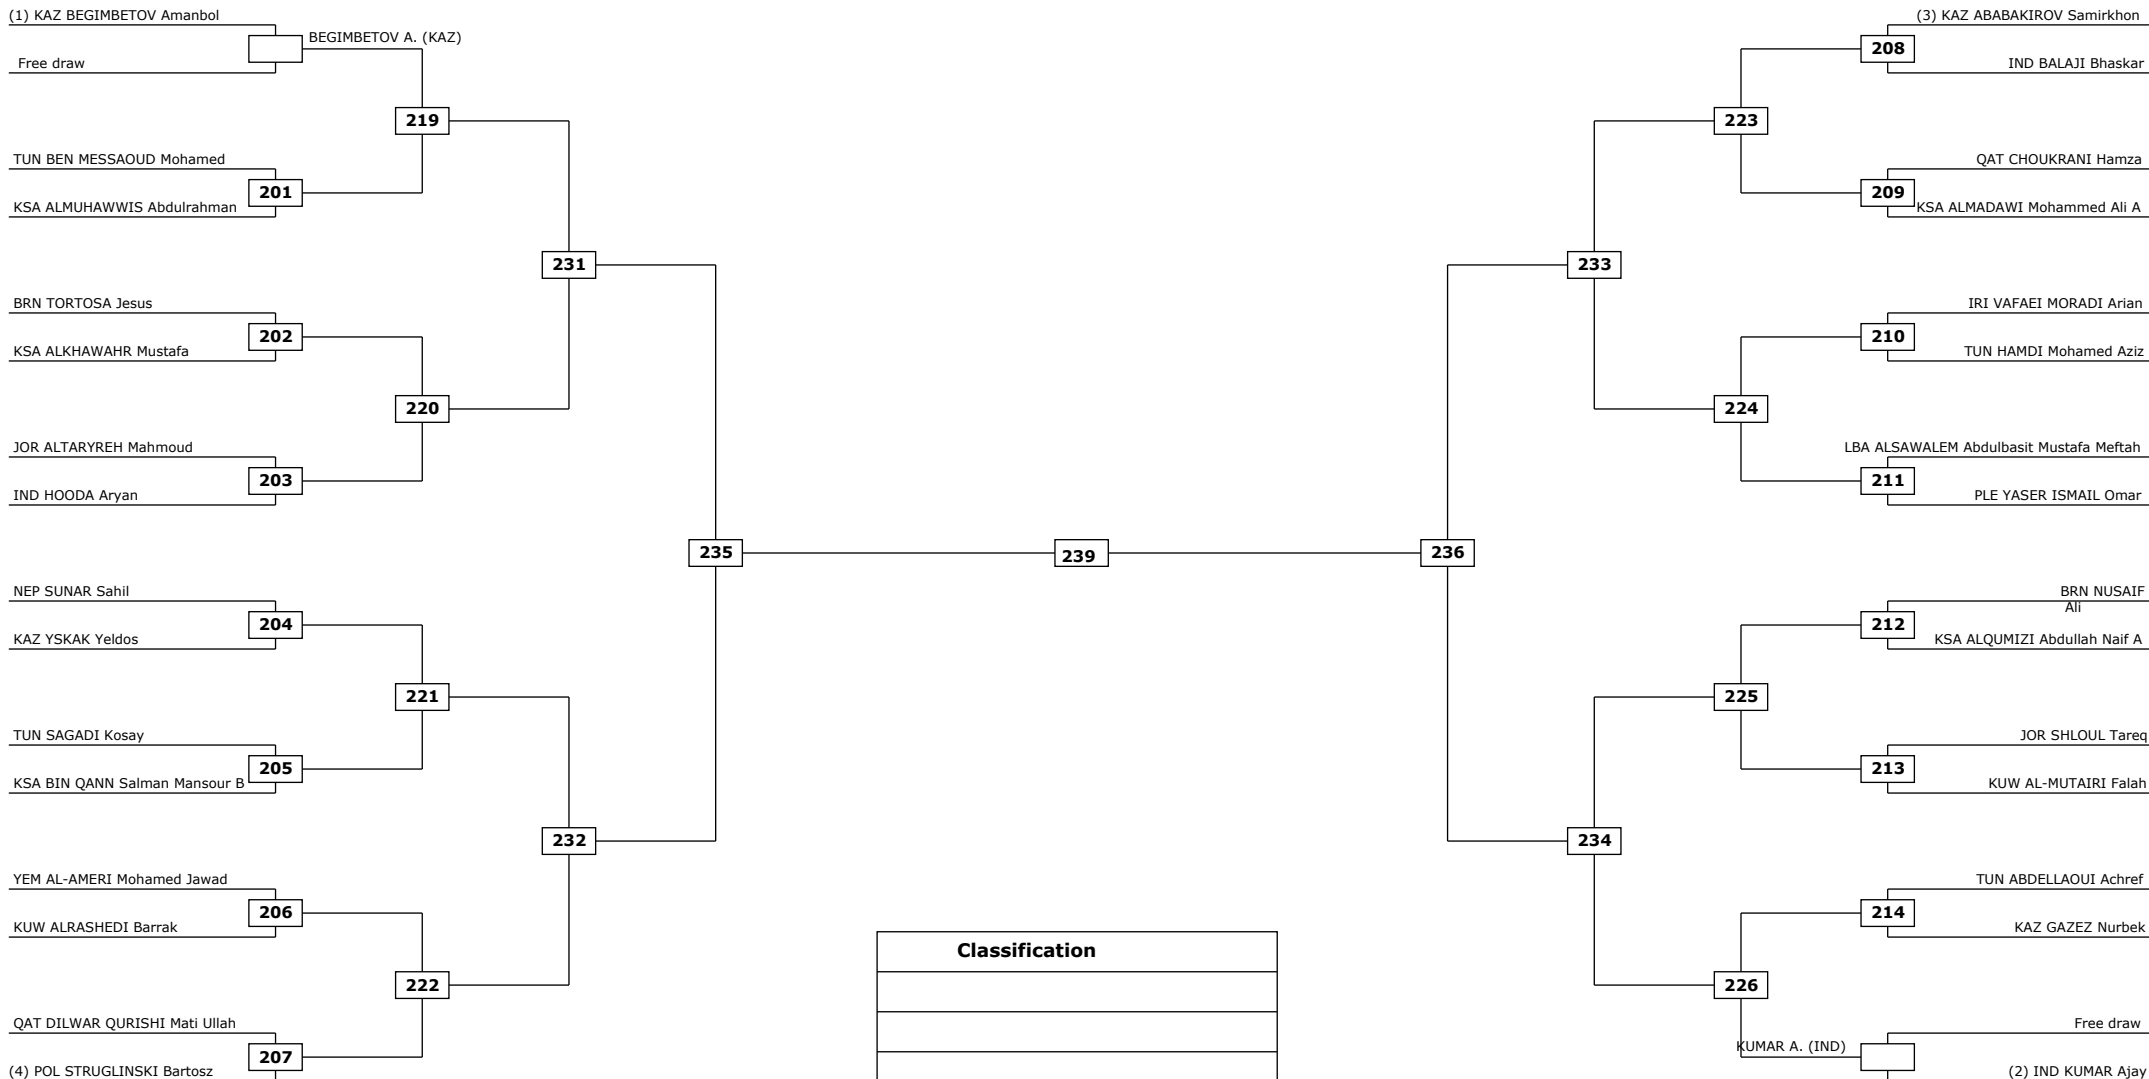 (1) KAZ BEGIMBETOV Amanbol
BEGIMBETOV A. (KAZ)
Free draw
219
TUN BEN MESSAOUD Mohamed
201
KSA ALMUHAWWIS Abdulrahman
231
BRN TORTOSA Jesus
202
KSA ALKHAWAHR Mustafa
220
JOR ALTARYREH Mahmoud
203
IND HOODA Aryan
235
NEP SUNAR Sahil
204
KAZ YSKAK Yeldos
221
TUN SAGADI Kosay
205
KSA BIN QANN Salman Mansour B
232
YEM AL-AMERI Mohamed Jawad
206
KUW ALRASHEDI Barrak
222
QAT DILWAR QURISHI Mati Ullah
207
(4) POL STRUGLINSKI Bartosz
239
Classification
(3) KAZ ABABAKIROV Samirkhon
208
IND BALAJI Bhaskar
223
QAT CHOUKRANI Hamza
209
KSA ALMADAWI Mohammed Ali A
233
IRI VAFAEI MORADI Arian
210
TUN HAMDI Mohamed Aziz
224
LBA ALSAWALEM Abdulbasit Mustafa Meftah
211
PLE YASER ISMAIL Omar
236
BRN NUSAIF
Ali
212
KSA ALQUMIZI Abdullah Naif A
225
JOR SHLOUL Tareq
213
KUW AL-MUTAIRI Falah
234
TUN ABDELLAOUI Achref
214
KAZ GAZEZ Nurbek
226
Free draw
KUMAR A. (IND)
(2) IND KUMAR Ajay